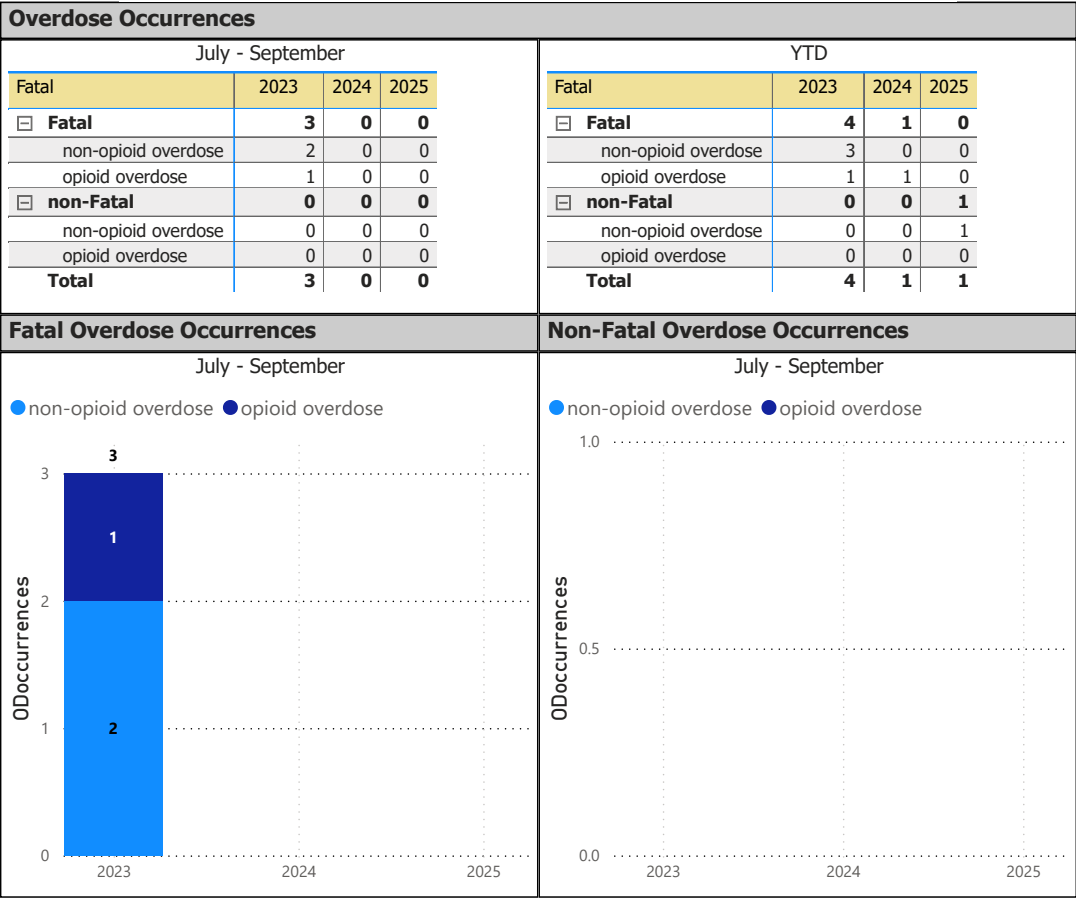 Overdose Occurrences
July - September
Fatal 2023 2024 2025
Fatal 3 0 0
non-opioid overdose 2 0 0
opioid overdose 1 0 0
non-Fatal 0 0 0
non-opioid overdose 0 0 0
opioid overdose 0 0 0
Total 3 0 0
YTD
Fatal 2023 2024 2025
Fatal 4 1 0
non-opioid overdose 3 0 0
opioid overdose 1 1 0
non-Fatal 0 0 1
non-opioid overdose 0 0 1
opioid overdose 0 0 0
Total 4 1 1
Fatal Overdose Occurrences
July - September
non-opioid overdose opioid overdose
ODoccurrences
3
3
1
2
1
2
0
2023 2024 2025
Non-Fatal Overdose Occurrences
July - September
non-opioid overdose opioid overdose
ODoccurrences
1.0
0.5
0.0
2023 2024 2025